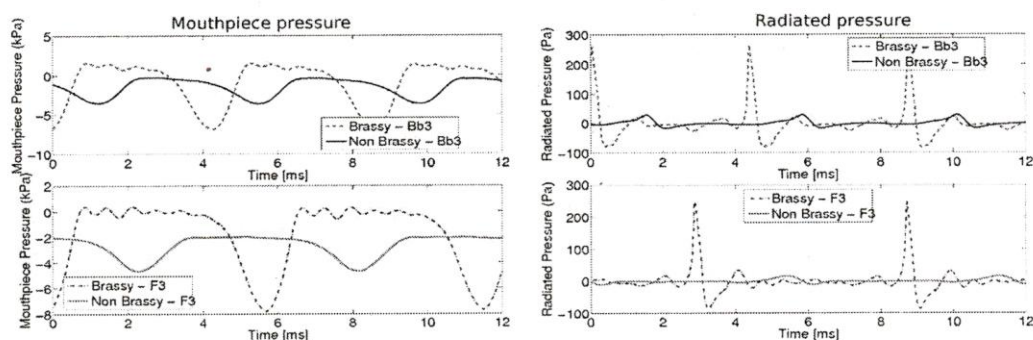 Mouthpiece pressure
Mouthpiece Pressure (kPa)
5
0
−5
−10
Brassy − Bb3
Non Brassy − Bb3
0 2 4 6 8 10 12
Time [ms]
Mouthpiece Pressure (kPa)
2
0
−2
−4
−6
−8
Brassy − F3
Non Brassy − F3
0 2 4 6 8 10 12
Time [ms]
Radiated pressure
Radiated Pressure (Pa)
300
200
100
0
−100
Brassy − Bb3
Non Brassy − Bb3
0 2 4 6 8 10 12
Time [ms]
Radiated Pressure (Pa)
300
200
100
0
−100
Brassy − F3
Non Brassy − F3
0 2 4 6 8 10 12
Time [ms]